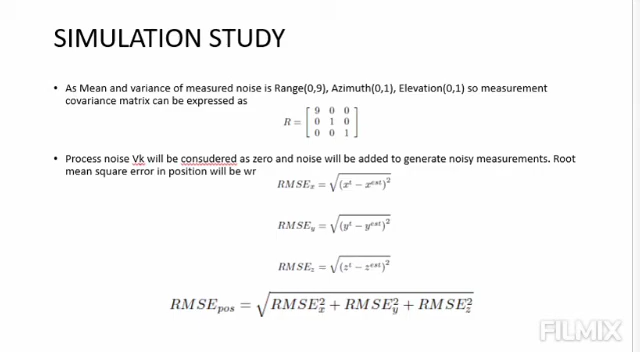 SIMULATION STUDY
• As Mean and variance of measured noise is Range(0,9), Azimuth(0,1), Elevation(0,1) so measurement
covariance matrix can be expressed as
R = [ 9 0 0
0 1 0
0 0 1 ]
• Process noise Vk will be consudered as zero and noise will be added to generate noisy measurements. Root
mean square error in position will be wr
RMSE_x = √(x^t − x^est)^2
RMSE_y = √(y^t − y^est)^2
RMSE_z = √(z^t − z^est)^2
RMSE_pos = √RMSE_x^2 + RMSE_y^2 + RMSE_z^2
FILMIX